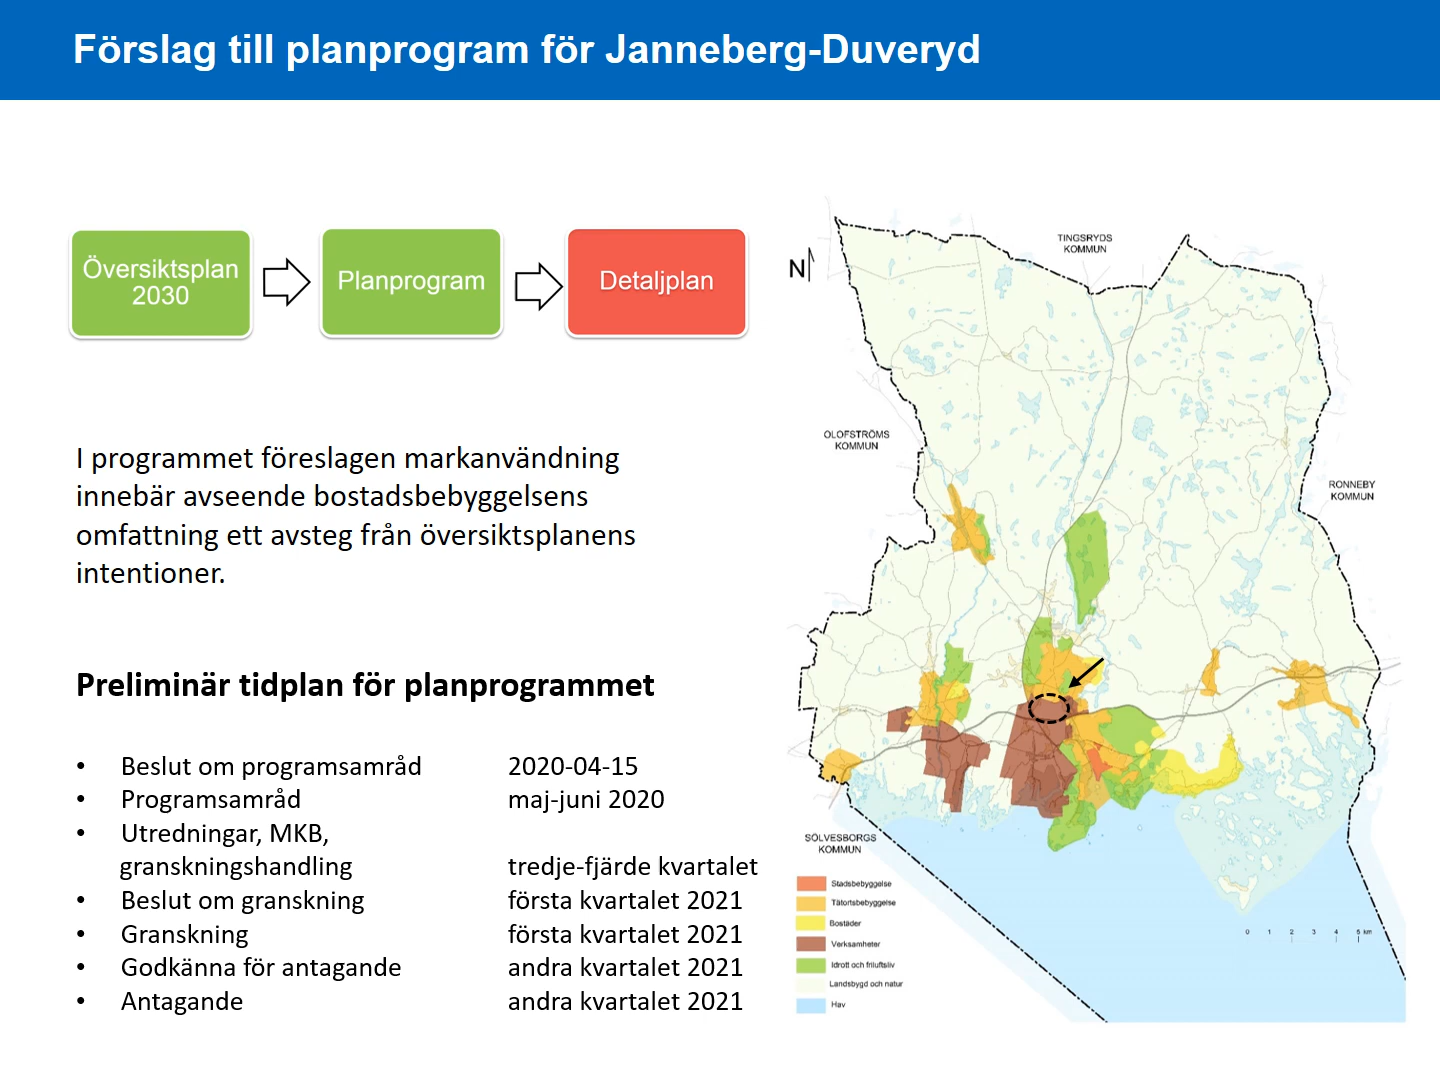 Förslag till planprogram för Janneberg-Duveryd
Översiktsplan
2030
Planprogram
Detaljplan
I programmet föreslagen markanvändning
innebär avseende bostadsbebyggelsens
omfattning ett avsteg från översiktsplanens
intentioner.
Preliminär tidplan för planprogrammet
• Beslut om programsamråd 2020-04-15
• Programsamråd maj-juni 2020
• Utredningar, MKB,
granskningshandling tredje-fjärde kvartalet
• Beslut om granskning första kvartalet 2021
• Granskning första kvartalet 2021
• Godkänna för antagande andra kvartalet 2021
• Antagande andra kvartalet 2021
N
TINGSRYDS
KOMMUN
OLOFSTRÖMS
KOMMUN
RONNEBY
KOMMUN
SÖLVESBORGS
KOMMUN
Stadsbebyggelse
Tätortsbebyggelse
Bostäder
Verksamheter
Idrott och friluftsliv
Landsbygd och natur
Hav
0 1 2 3 4 5 km